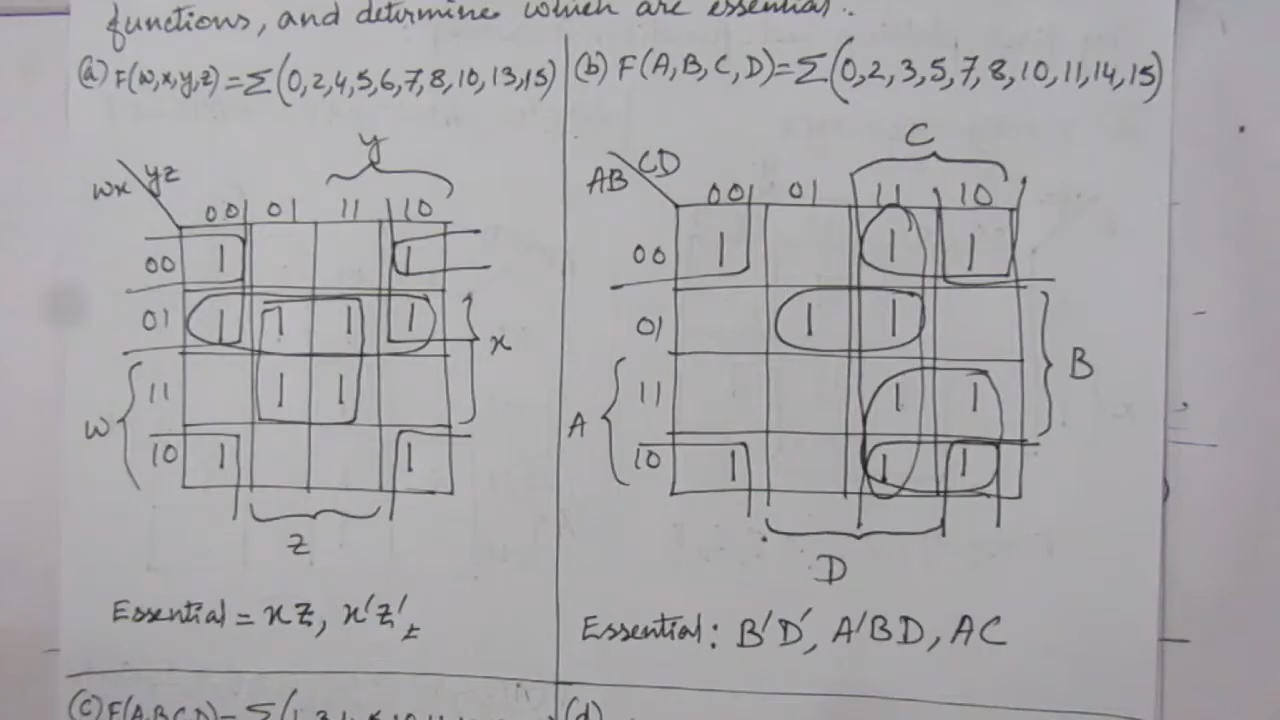 functions, and determine which are essential.
(a) F(w,x,y,z)=Σ(0,2,4,5,6,7,8,10,13,15)
y
wx yz
00 01 11 10
00 1 1
01 1 1 1 1
x
11 1 1
w
10 1 1
z
Essential = xz, x'z'
(b) F(A,B,C,D)=Σ(0,2,3,5,7,8,10,11,14,15)
C
AB CD
00 01 11 10
00 1 1 1
01 1 1
B
11 1 1
A
10 1 1 1
D
Essential: B'D', A'BD, AC
(c) F(A,B,C,D)=Σ(1,3,4,
(d)